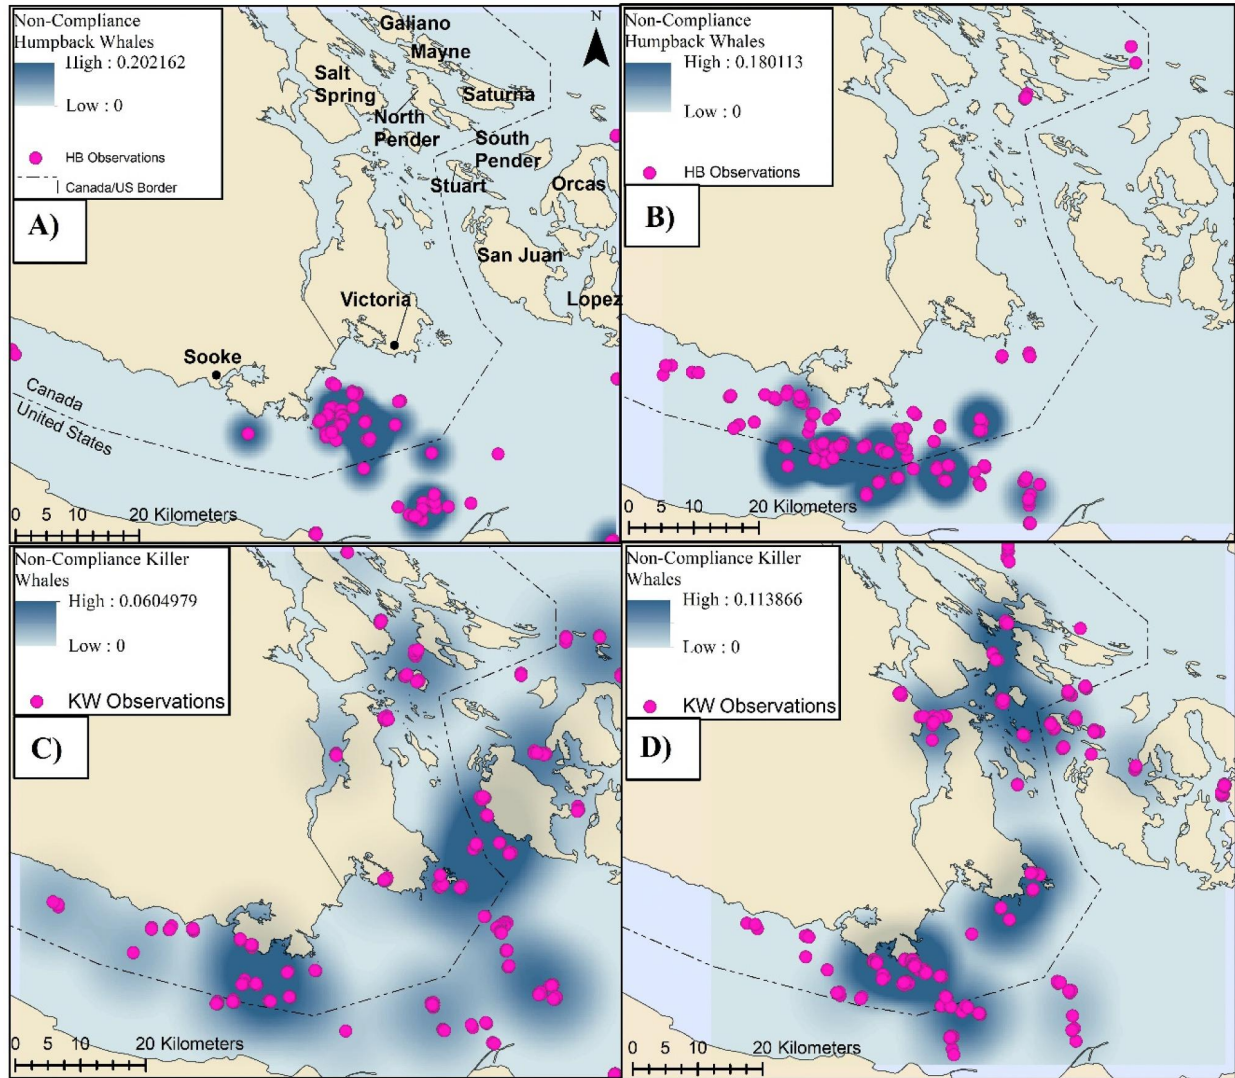 Non-Compliance
Humpback Whales
High : 0.202162
Low : 0
HB Observations
Canada/US Border
A)
Galiano
Mayne
Salt
Spring
Saturna
North
Pender
South
Pender
Stuart
Orcas
San Juan
Lopez
Victoria
Sooke
Canada
United States
N
0 5 10 20 Kilometers
Non-Compliance
Humpback Whales
High : 0.180113
Low : 0
HB Observations
B)
0 5 10 20 Kilometers
Non-Compliance Killer
Whales
High : 0.0604979
Low : 0
KW Observations
C)
0 5 10 20 Kilometers
Non-Compliance Killer
Whales
High : 0.113866
Low : 0
KW Observations
D)
0 5 10 20 Kilometers